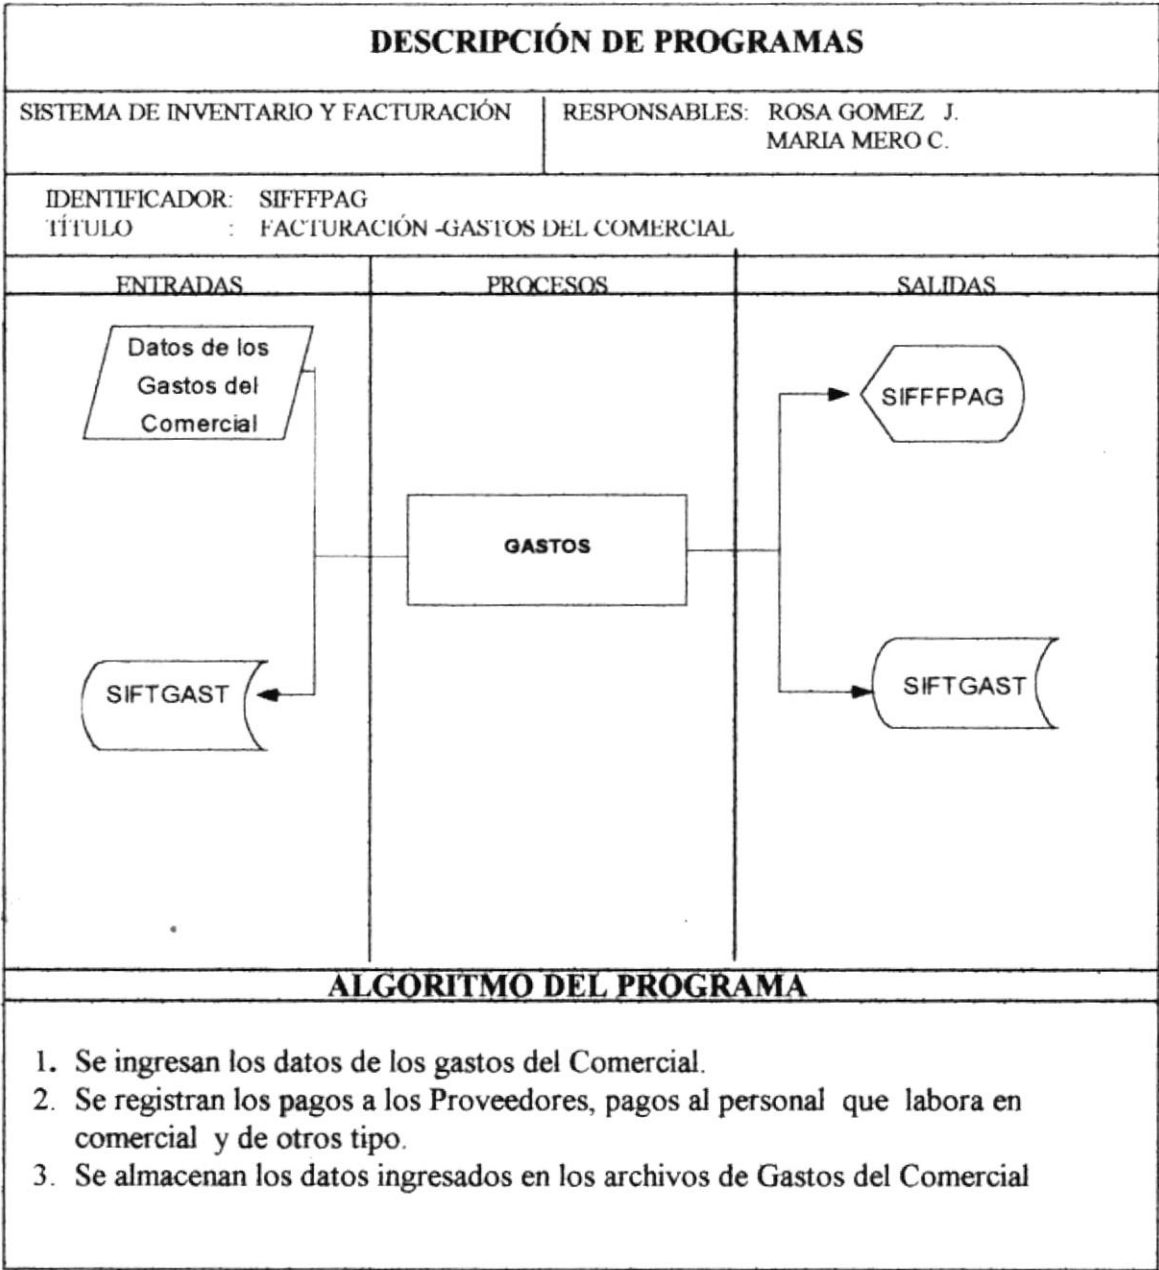 DESCRIPCIÓN DE PROGRAMAS
SISTEMA DE INVENTARIO Y FACTURACIÓN
RESPONSABLES: ROSA GOMEZ J.
MARIA MERO C.
IDENTIFICADOR: SIFFFPAG
TÍTULO : FACTURACIÓN -GASTOS DEL COMERCIAL
ENTRADAS
PROCESOS
SALIDAS
Datos de los
Gastos del
Comercial
SIFFFPAG
GASTOS
SIFTGAST
SIFTGAST
ALGORITMO DEL PROGRAMA
1. Se ingresan los datos de los gastos del Comercial.
2. Se registran los pagos a los Proveedores, pagos al personal que labora en
comercial y de otros tipo.
3. Se almacenan los datos ingresados en los archivos de Gastos del Comercial